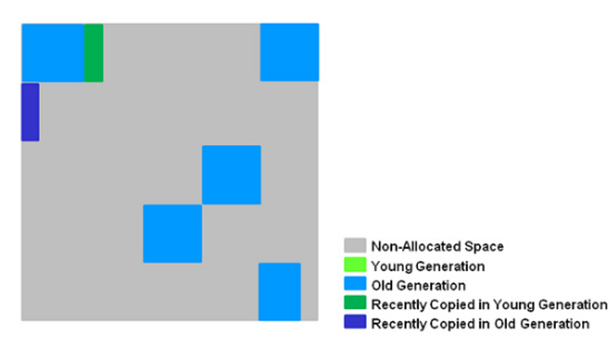 Non-Allocated Space
Young Generation
Old Generation
Recently Copied in Young Generation
Recently Copied in Old Generation